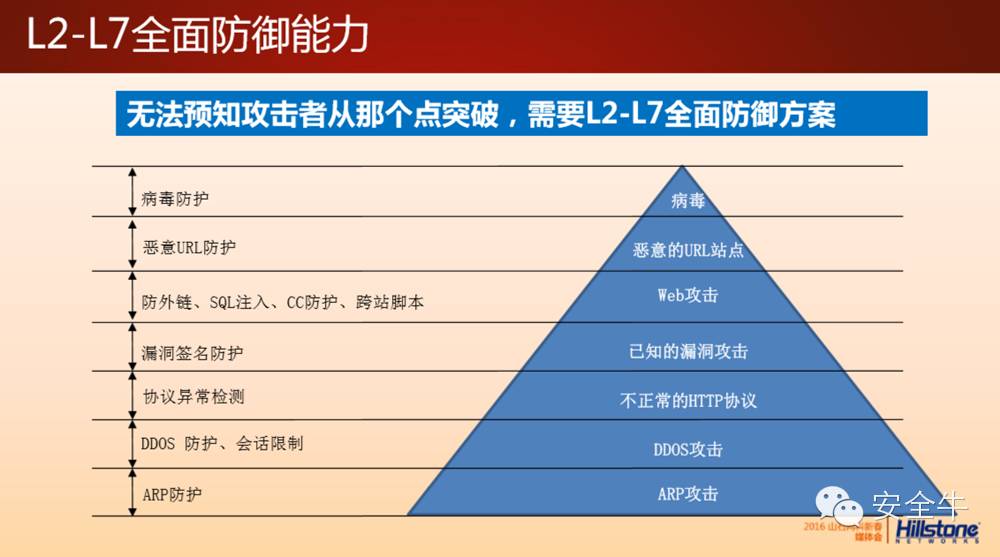 L2-L7全面防御能力
无法预知攻击者从那个点突破，需要L2-L7全面防御方案
病毒防护
病毒
恶意URL防护
恶意的URL站点
防外链、SQL注入、CC防护、跨站脚本
Web攻击
漏洞签名防护
已知的漏洞攻击
协议异常检测
不正常的HTTP协议
DDOS 防护、会话限制
DDOS攻击
ARP防护
ARP攻击
安全牛
2016 山石网科新春
媒体会
Hillstone
NETWORKS